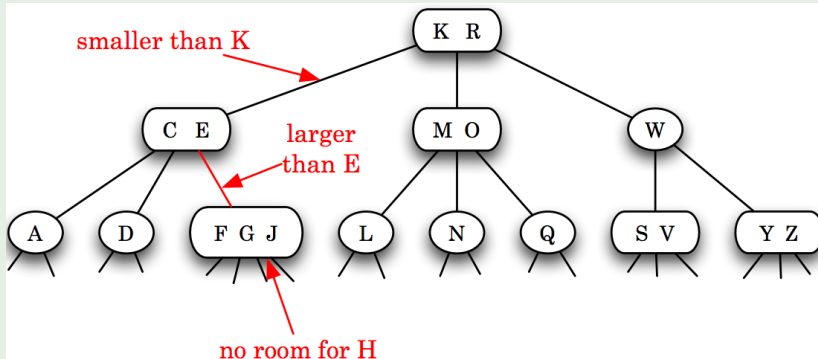 K R
smaller than K
C E
M O
W
larger
than E
A
D
F G J
L
N
Q
S V
Y Z
no room for H